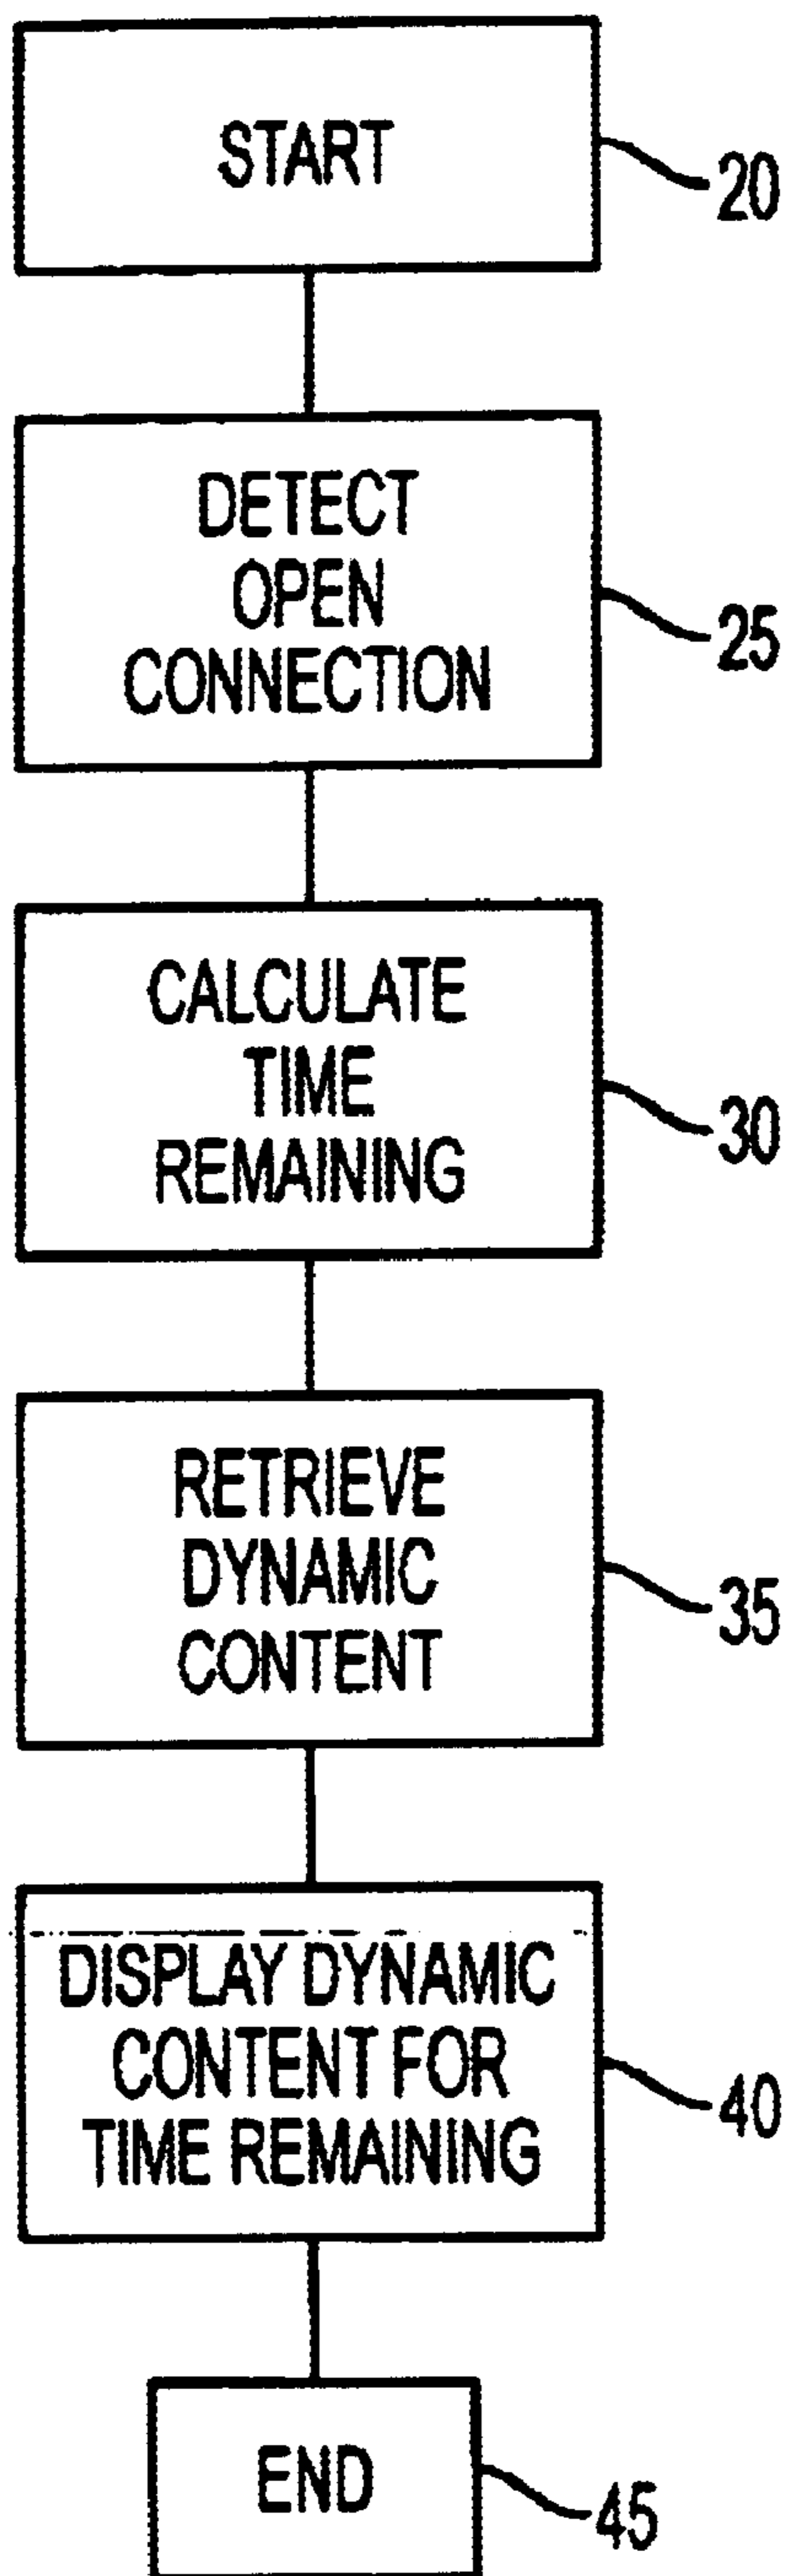 START
20
DETECT
OPEN
CONNECTION
25
CALCULATE
TIME
REMAINING
30
RETRIEVE
DYNAMIC
CONTENT
35
DISPLAY DYNAMIC
CONTENT FOR
TIME REMAINING
40
END
45